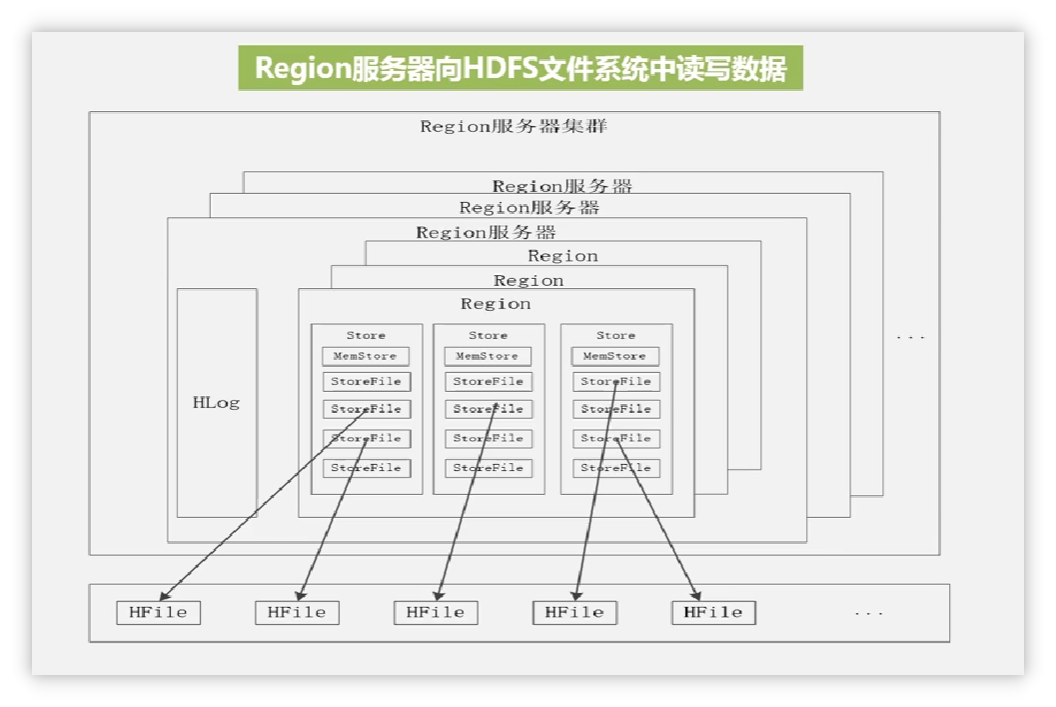 Region服务器向HDFS文件系统中读写数据
Region服务器集群
Region服务器
Region服务器
Region服务器
Region
Region
Region
HLog
Store Store Store
MemStore MemStore MemStore
StoreFile StoreFile StoreFile
StoreFile StoreFile StoreFile
StoreFile StoreFile StoreFile
StoreFile StoreFile StoreFile
...
HFile HFile HFile HFile HFile ...